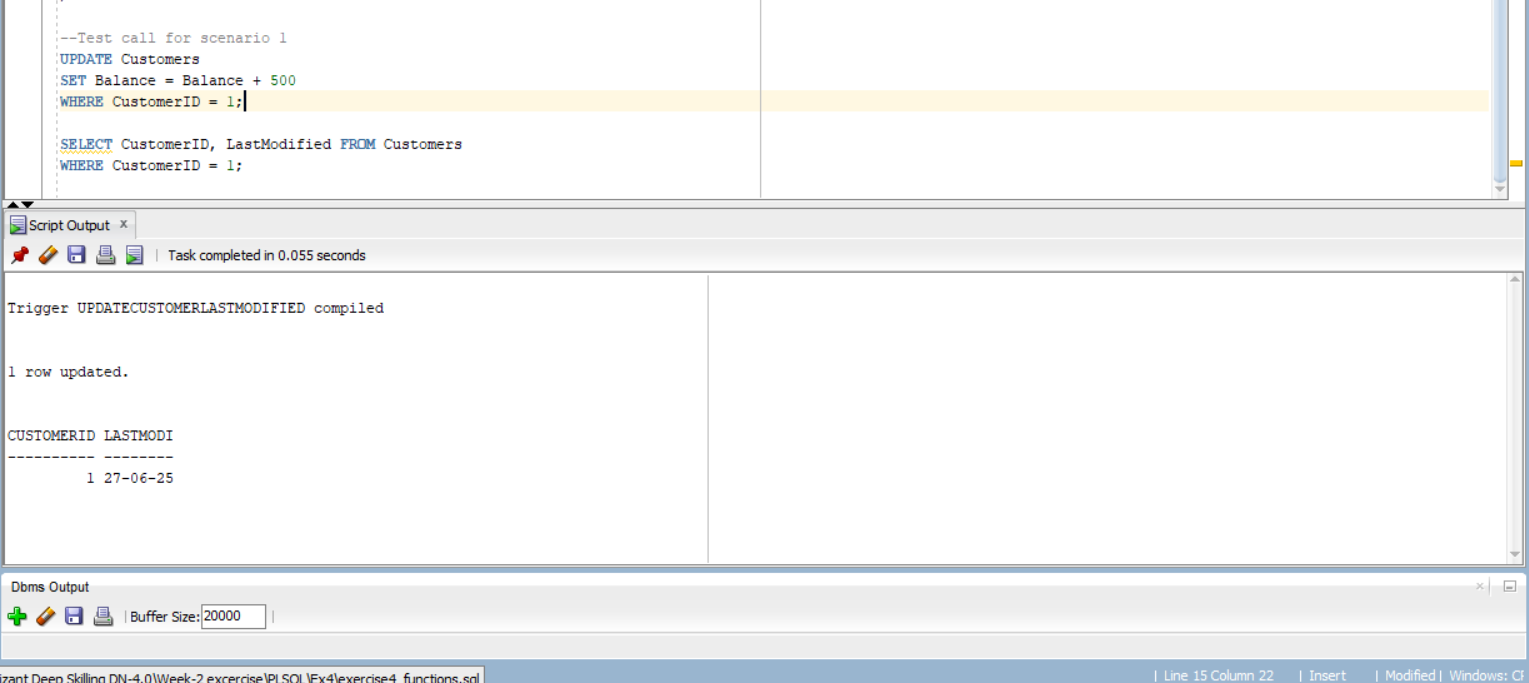 --Test call for scenario 1
UPDATE Customers
SET Balance = Balance + 500
WHERE CustomerID = 1;
SELECT CustomerID, LastModified FROM Customers
WHERE CustomerID = 1;
Script Output x
Task completed in 0.055 seconds
Trigger UPDATECUSTOMERLASTMODIFIED compiled
1 row updated.
CUSTOMERID LASTMODI
---------- --------
1 27-06-25
Dbms Output
Buffer Size: 20000
izant Deep Skilling DN-4.0\Week-2 excercise\PLSQL\Ex4\exercise4_functions.sql
| Line 15 Column 22 | Insert | Modified | Windows: CF